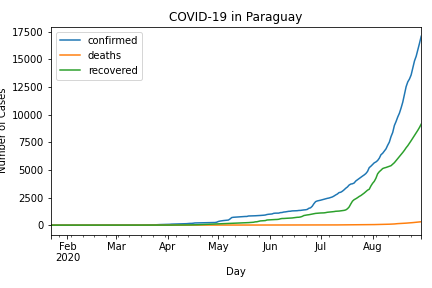 COVID-19 in Paraguay
17500
15000
12500
10000
7500
5000
2500
0
Number of Cases
confirmed
deaths
recovered
Feb
2020
Mar
Apr
May
Jun
Jul
Aug
Day